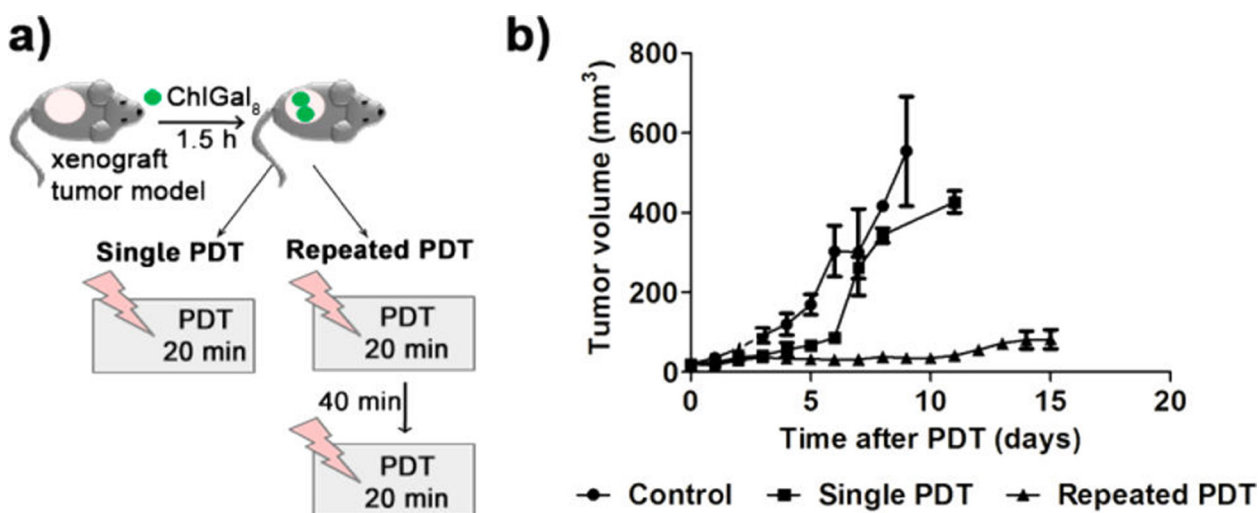 a)
ChlGal8
1.5 h
xenograft
tumor model
Single PDT
Repeated PDT
PDT
20 min
PDT
20 min
40 min
PDT
20 min
b)
Tumor volume (mm³)
800
600
400
200
0
0 5 10 15 20
Time after PDT (days)
Control Single PDT Repeated PDT